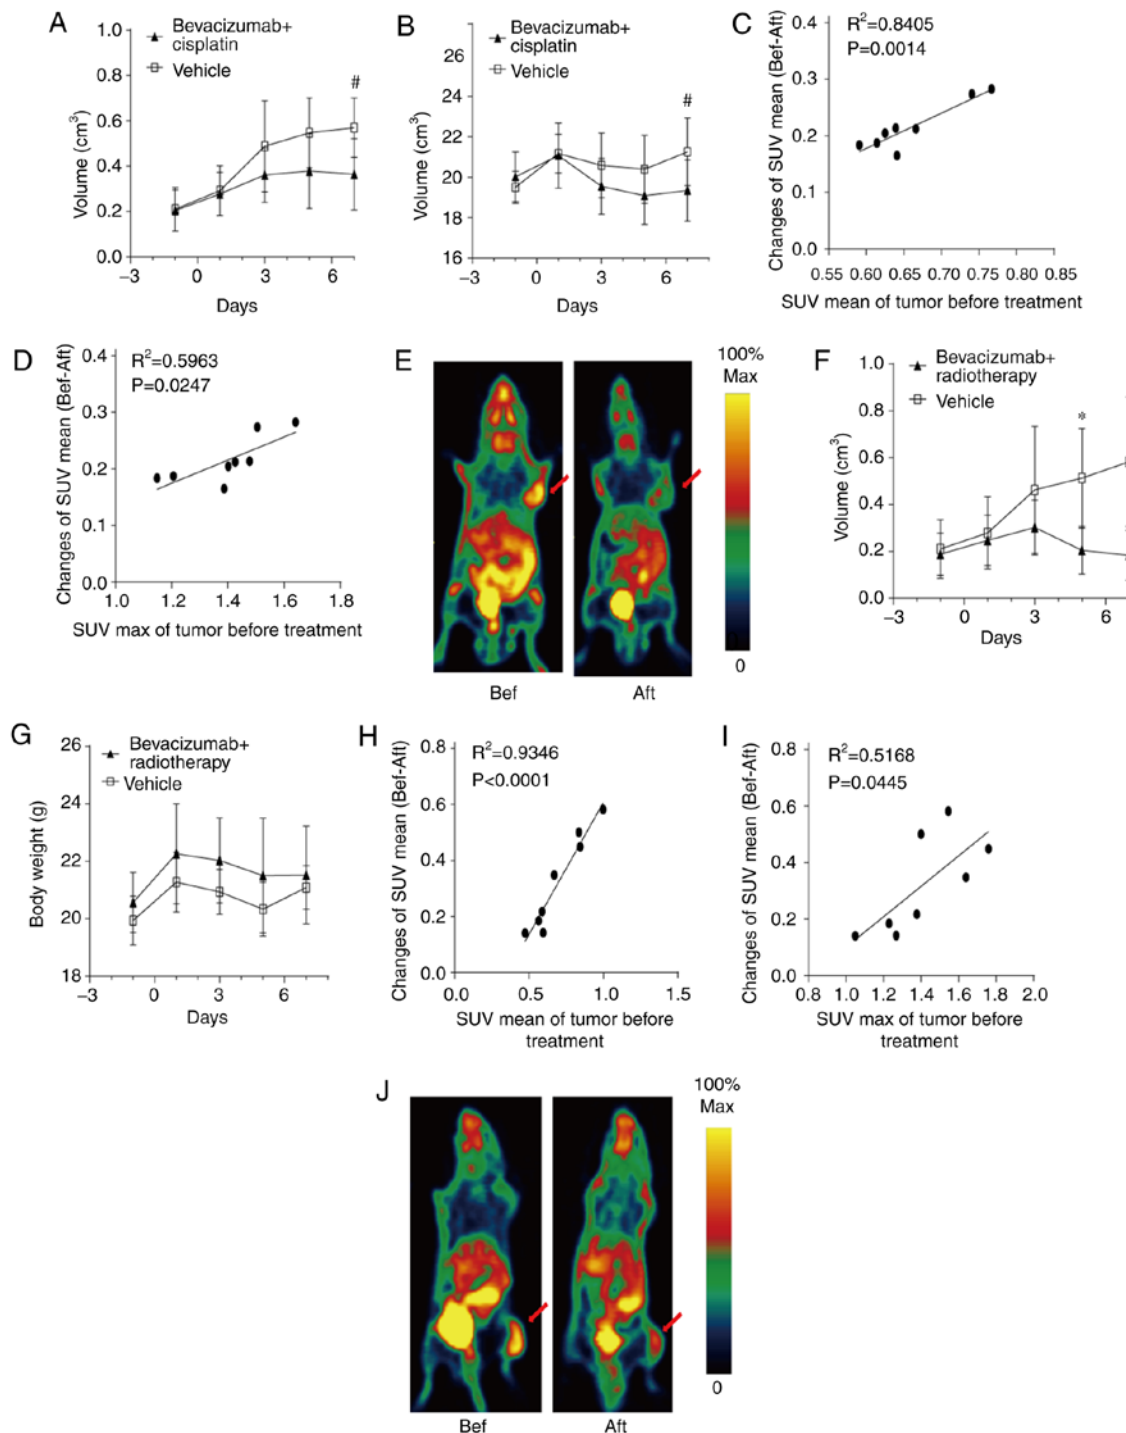 A
Bevacizumab+
cisplatin
Vehicle
#
1.0
0.8
0.6
0.4
0.2
0.0
Volume (cm³)
−3
0
3
6
Days
B
Bevacizumab+
cisplatin
Vehicle
#
26
24
22
20
18
16
Volume (cm³)
−3
0
3
6
Days
C
R²=0.8405
P=0.0014
0.4
0.3
0.2
0.0
Changes of SUV mean (Bef-Aft)
0.55
0.625
0.65
0.70
0.80
0.85
SUV mean of tumor before treatment
D
R²=0.5963
P=0.0247
0.4
0.3
0.2
0.1
0.0
Changes of SUV mean (Bef-Aft)
1.0
1.2
1.4
1.6
1.8
SUV max of tumor before treatment
E
100%
Max
0
Bef
Aft
F
Bevacizumab+
radiotherapy
Vehicle
*
1.0
0.8
0.6
0.4
0.2
0.0
Volume (cm³)
−3
0
3
6
Days
G
Bevacizumab+
radiotherapy
Vehicle
26
24
22
20
18
Body weight (g)
−3
0
3
6
Days
H
R²=0.9346
P<0.0001
0.8
0.6
0.4
0.2
0.0
Changes of SUV mean (Bef-Aft)
0.0
0.5
1.0
1.5
SUV mean of tumor before
treatment
I
R²=0.5168
P=0.0445
0.8
0.6
0.4
0.2
0.0
Changes of SUV mean (Bef-Aft)
0.8
1.0
1.2
1.4
1.6
1.8
2.0
SUV max of tumor before
treatment
J
100%
Max
0
Bef
Aft